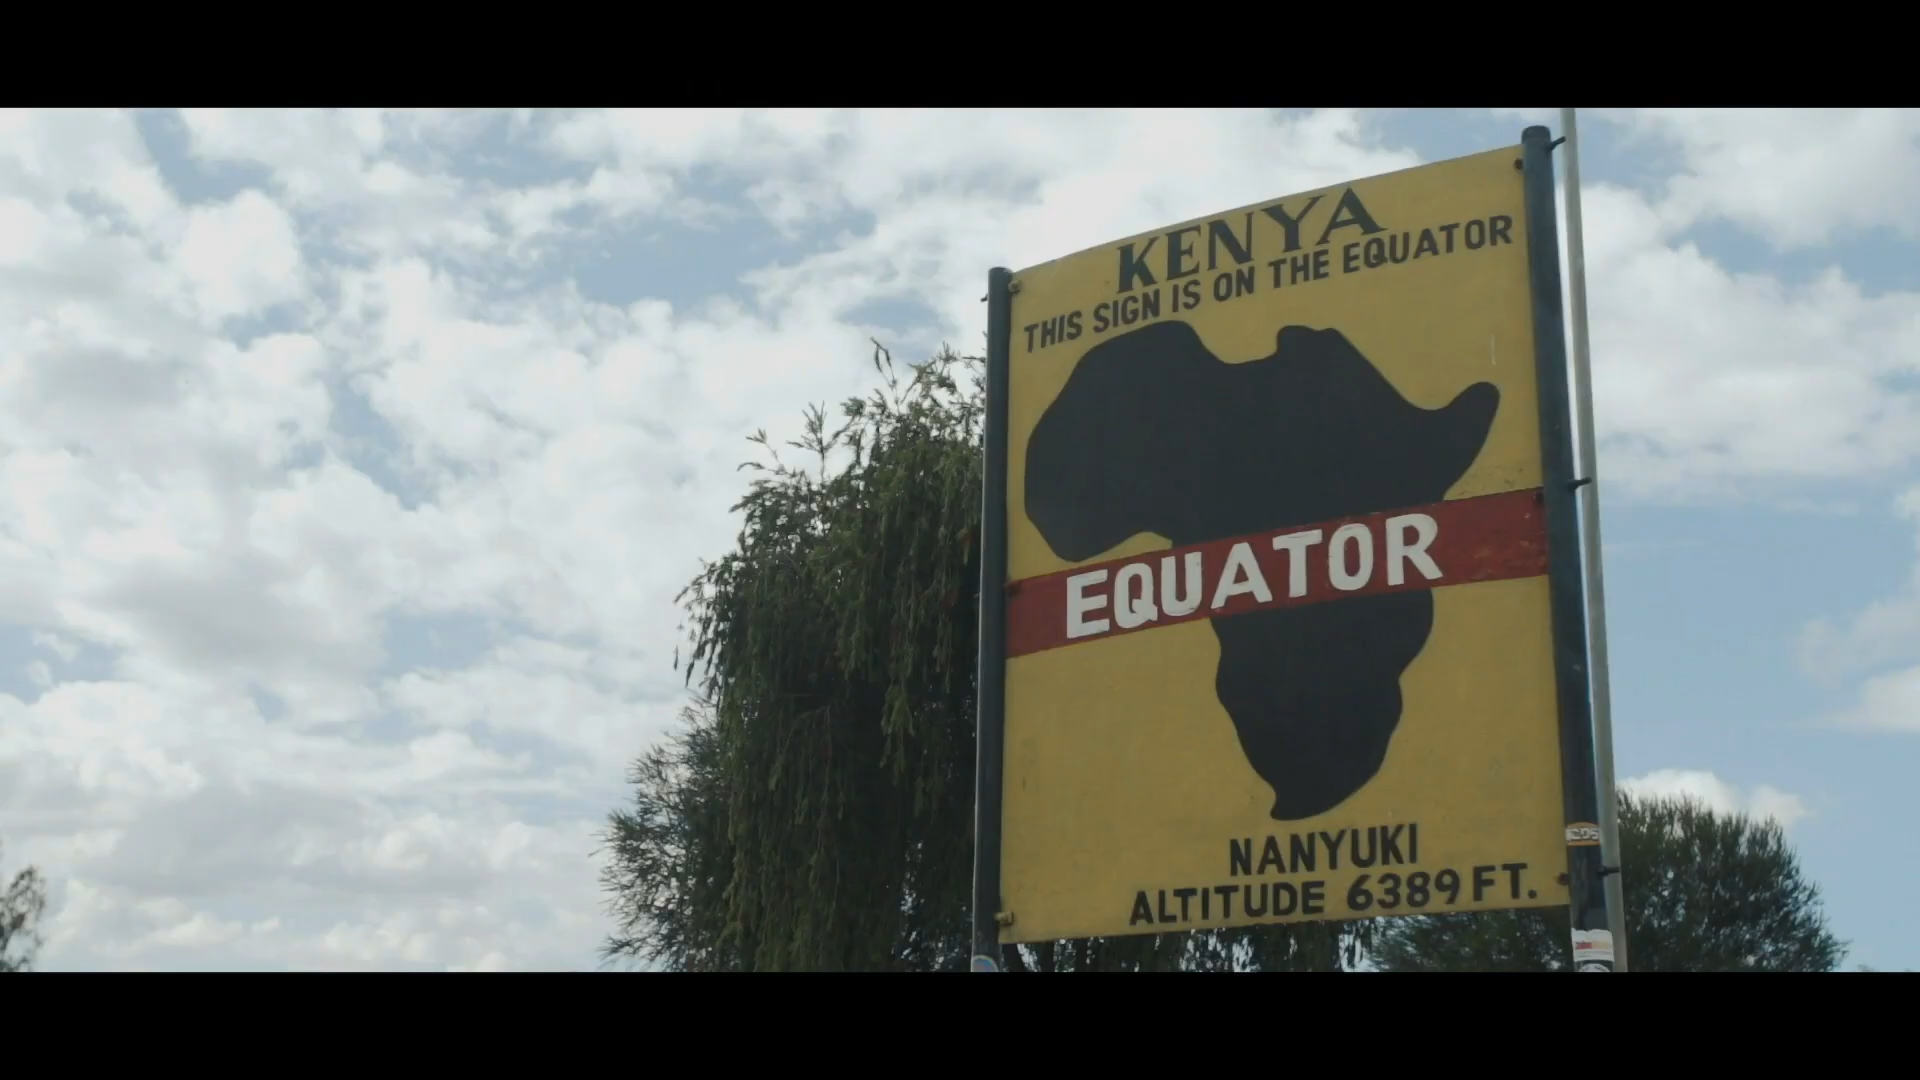 KENYA
THIS SIGN IS ON THE EQUATOR
EQUATOR
NANYUKI
ALTITUDE 6389 FT.